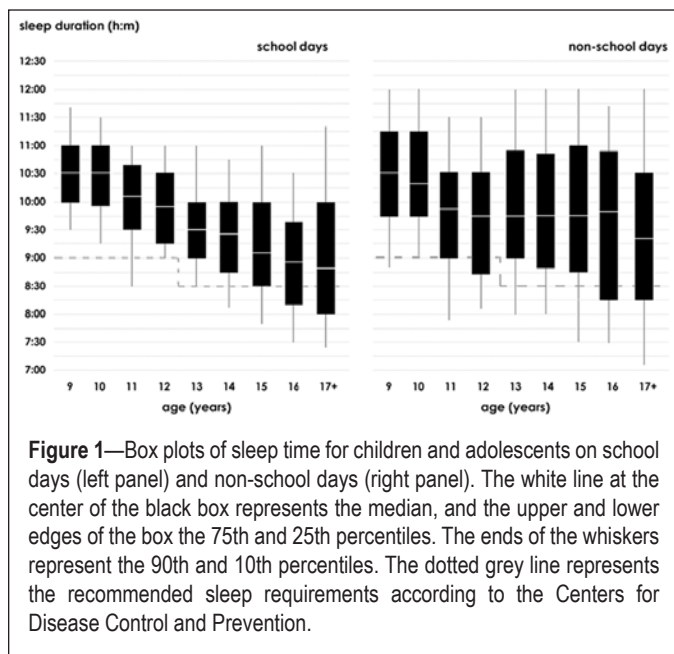 sleep duration (h:m)
school days
non-school days
12:30
12:00
11:30
11:00
10:30
10:00
9:30
9:00
8:30
8:00
7:30
7:00
9 10 11 12 13 14 15 16 17+
9 10 11 12 13 14 15 16 17+
age (years)
age (years)
Figure 1—Box plots of sleep time for children and adolescents on school
days (left panel) and non-school days (right panel). The white line at the
center of the black box represents the median, and the upper and lower
edges of the box the 75th and 25th percentiles. The ends of the whiskers
represent the 90th and 10th percentiles. The dotted grey line represents
the recommended sleep requirements according to the Centers for
Disease Control and Prevention.